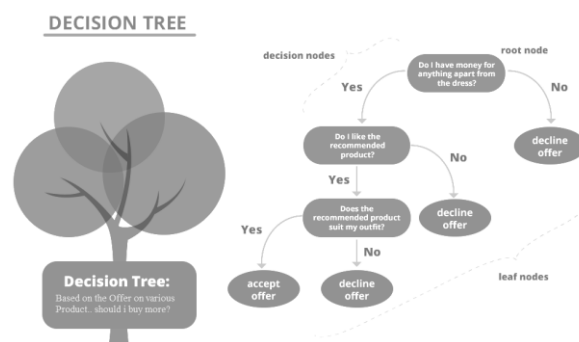 DECISION TREE
decision nodes
root node
Do I have money for
anything apart from
the dress?
Yes
No
Do I like the
recommended
product?
decline
offer
No
Yes
Does the
recommended product
suit my outfit?
decline
offer
Yes
No
accept
offer
decline
offer
leaf nodes
Decision Tree:
Based on the Offer on various
Product.. should i buy more?